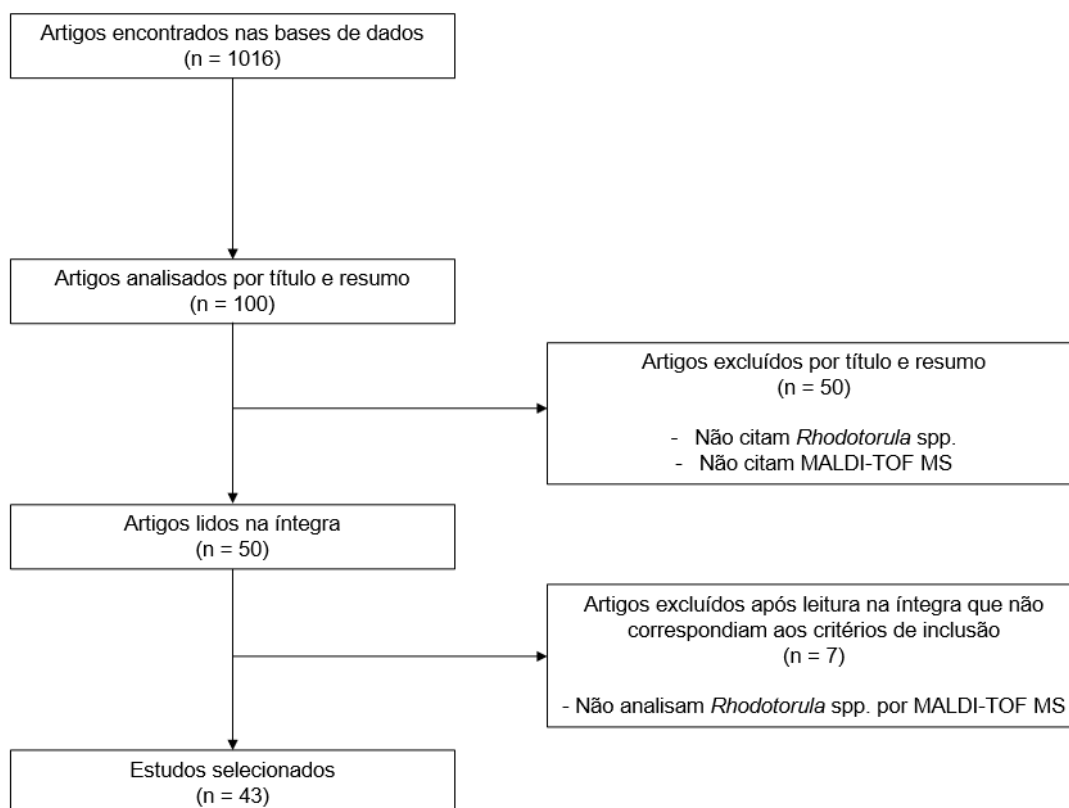 Artigos encontrados nas bases de dados
(n = 1016)
Artigos analisados por título e resumo
(n = 100)
Artigos excluídos por título e resumo
(n = 50)
- Não citam Rhodotorula spp.
- Não citam MALDI-TOF MS
Artigos lidos na íntegra
(n = 50)
Artigos excluídos após leitura na íntegra que não
correspondiam aos critérios de inclusão
(n = 7)
- Não analisam Rhodotorula spp. por MALDI-TOF MS
Estudos selecionados
(n = 43)